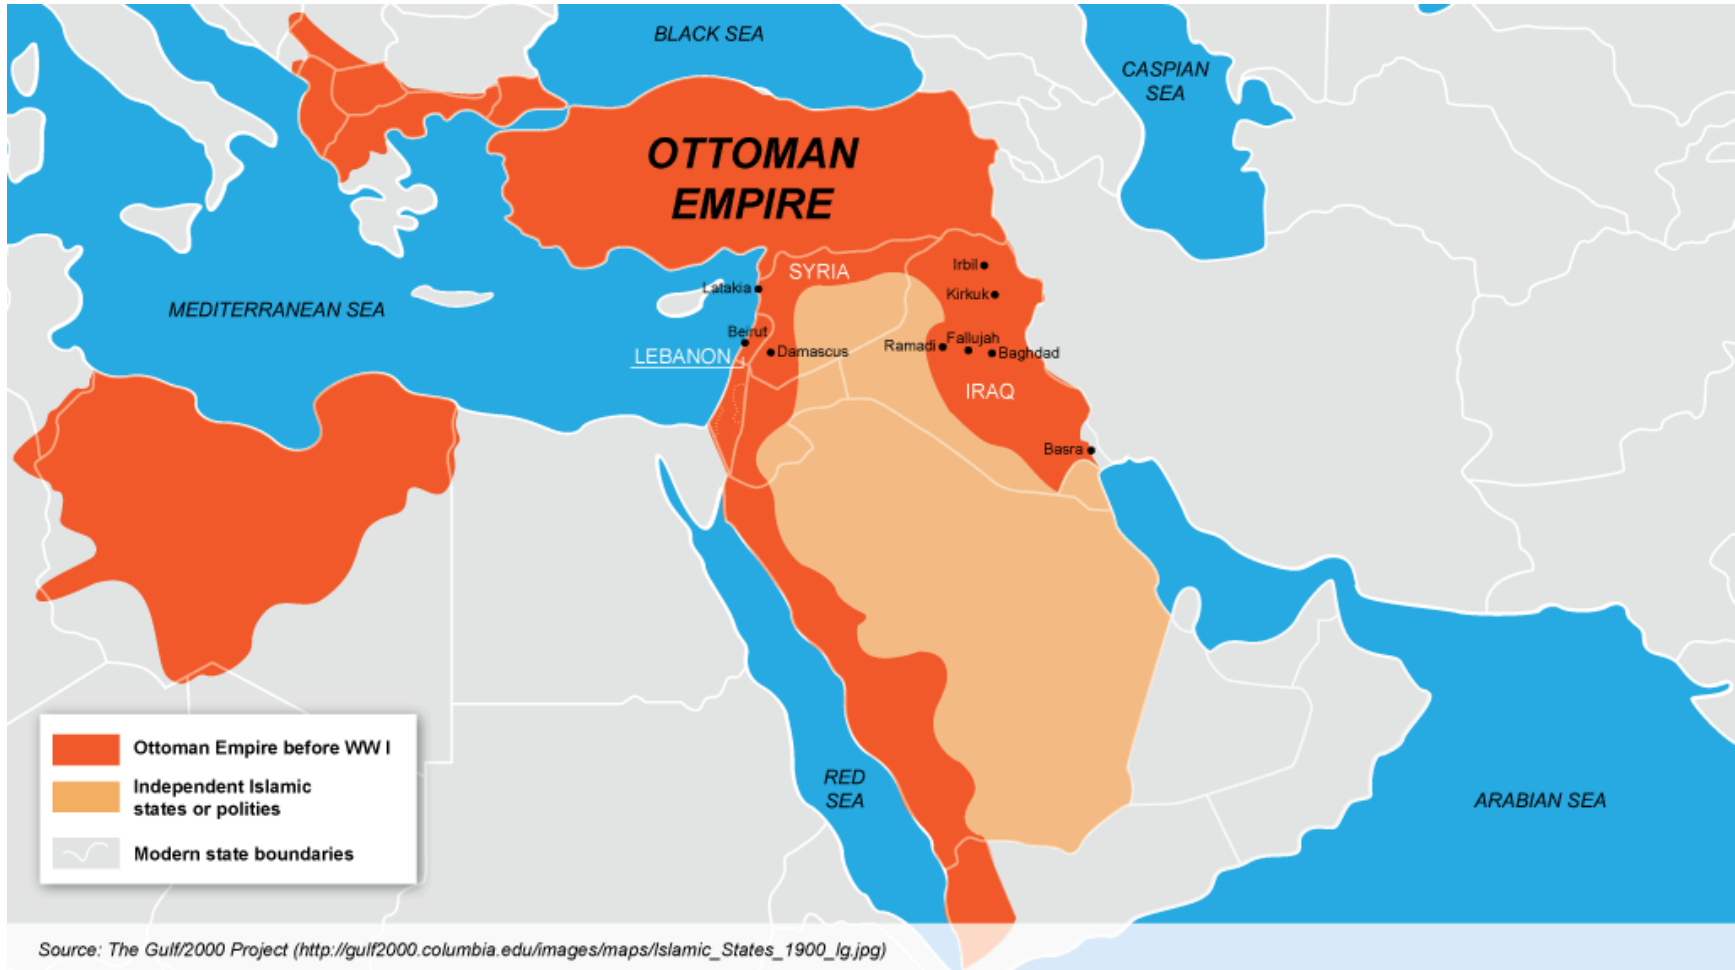 BLACK SEA
CASPIAN
SEA
OTTOMAN
EMPIRE
SYRIA
Irbil
Latakia
Kirkuk
MEDITERRANEAN SEA
Beirut
Ramadi
Fallujah
LEBANON
Damascus
Baghdad
IRAQ
Basra
Ottoman Empire before WW I
Independent Islamic
states or polities
Modern state boundaries
RED
SEA
ARABIAN SEA
Source: The Gulf/2000 Project (http://gulf2000.columbia.edu/images/maps/Islamic_States_1900_lg.jpg)